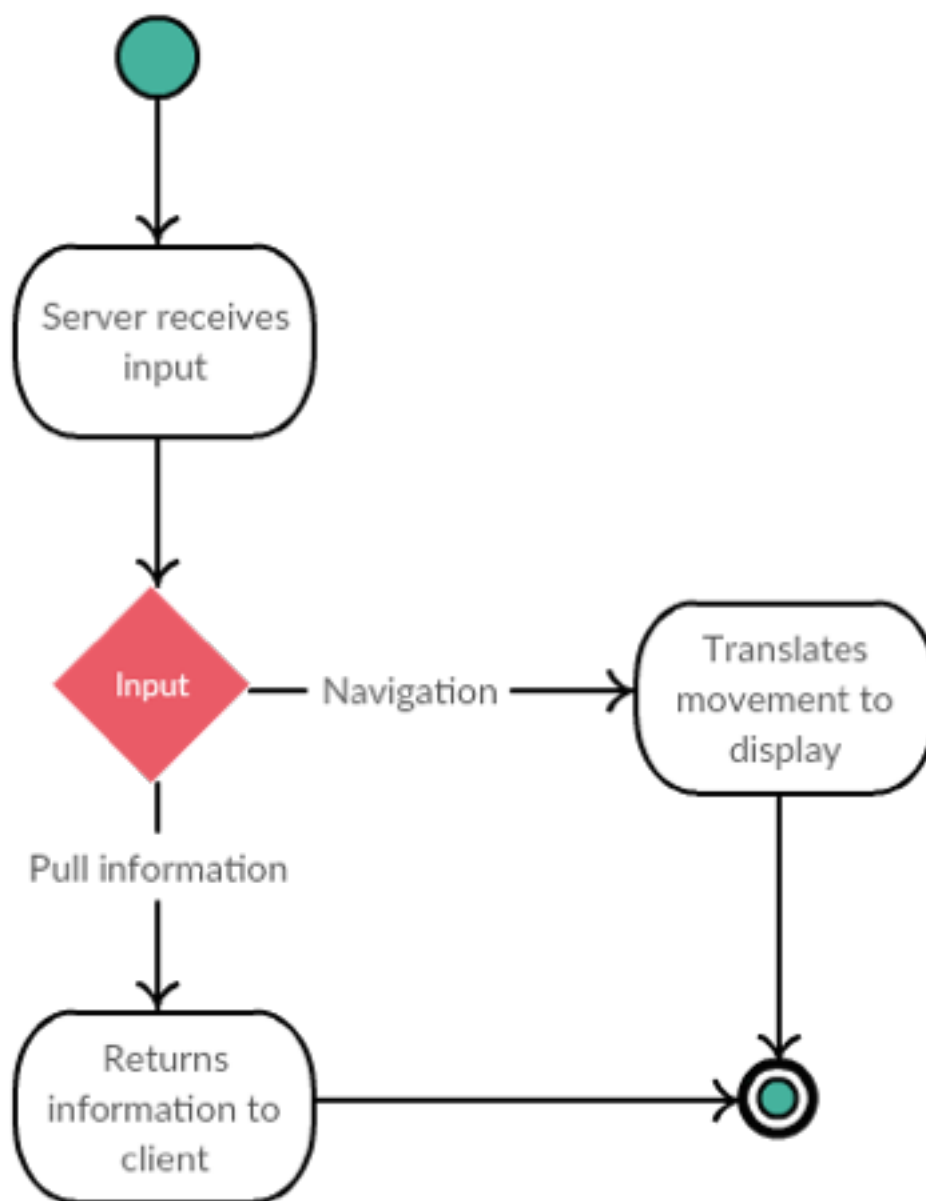 Server receives
input
Input
Navigation
Translates
movement to
display
Pull information
Returns
information to
client